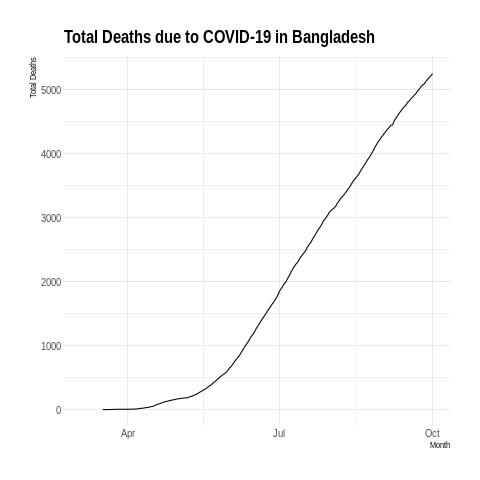 Total Deaths due to COVID-19 in Bangladesh
Total Deaths
5000
4000
3000
2000
1000
0
Apr Jul Oct
Month